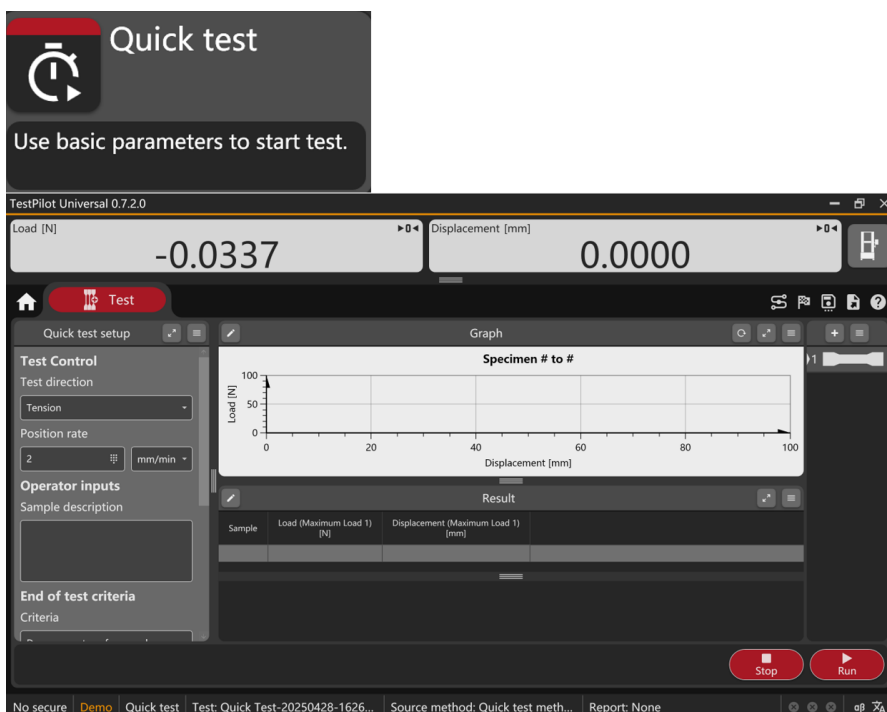 Quick test
Use basic parameters to start test.
TestPilot Universal 0.7.2.0
Load [N]
-0.0337
Displacement [mm]
0.0000
Test
Quick test setup
Test Control
Test direction
Tension
Position rate
2
mm/min
Operator inputs
Sample description
End of test criteria
Criteria
Graph
Specimen # to #
100
50
0
Load [N]
0 20 40 60 80 100
Displacement [mm]
Result
Sample
Load (Maximum Load 1)
[N]
Displacement (Maximum Load 1)
[mm]
1
Stop
Run
No secure
Demo
Quick test
Test: Quick Test-20250428-1626...
Source method: Quick test meth...
Report: None
αβ